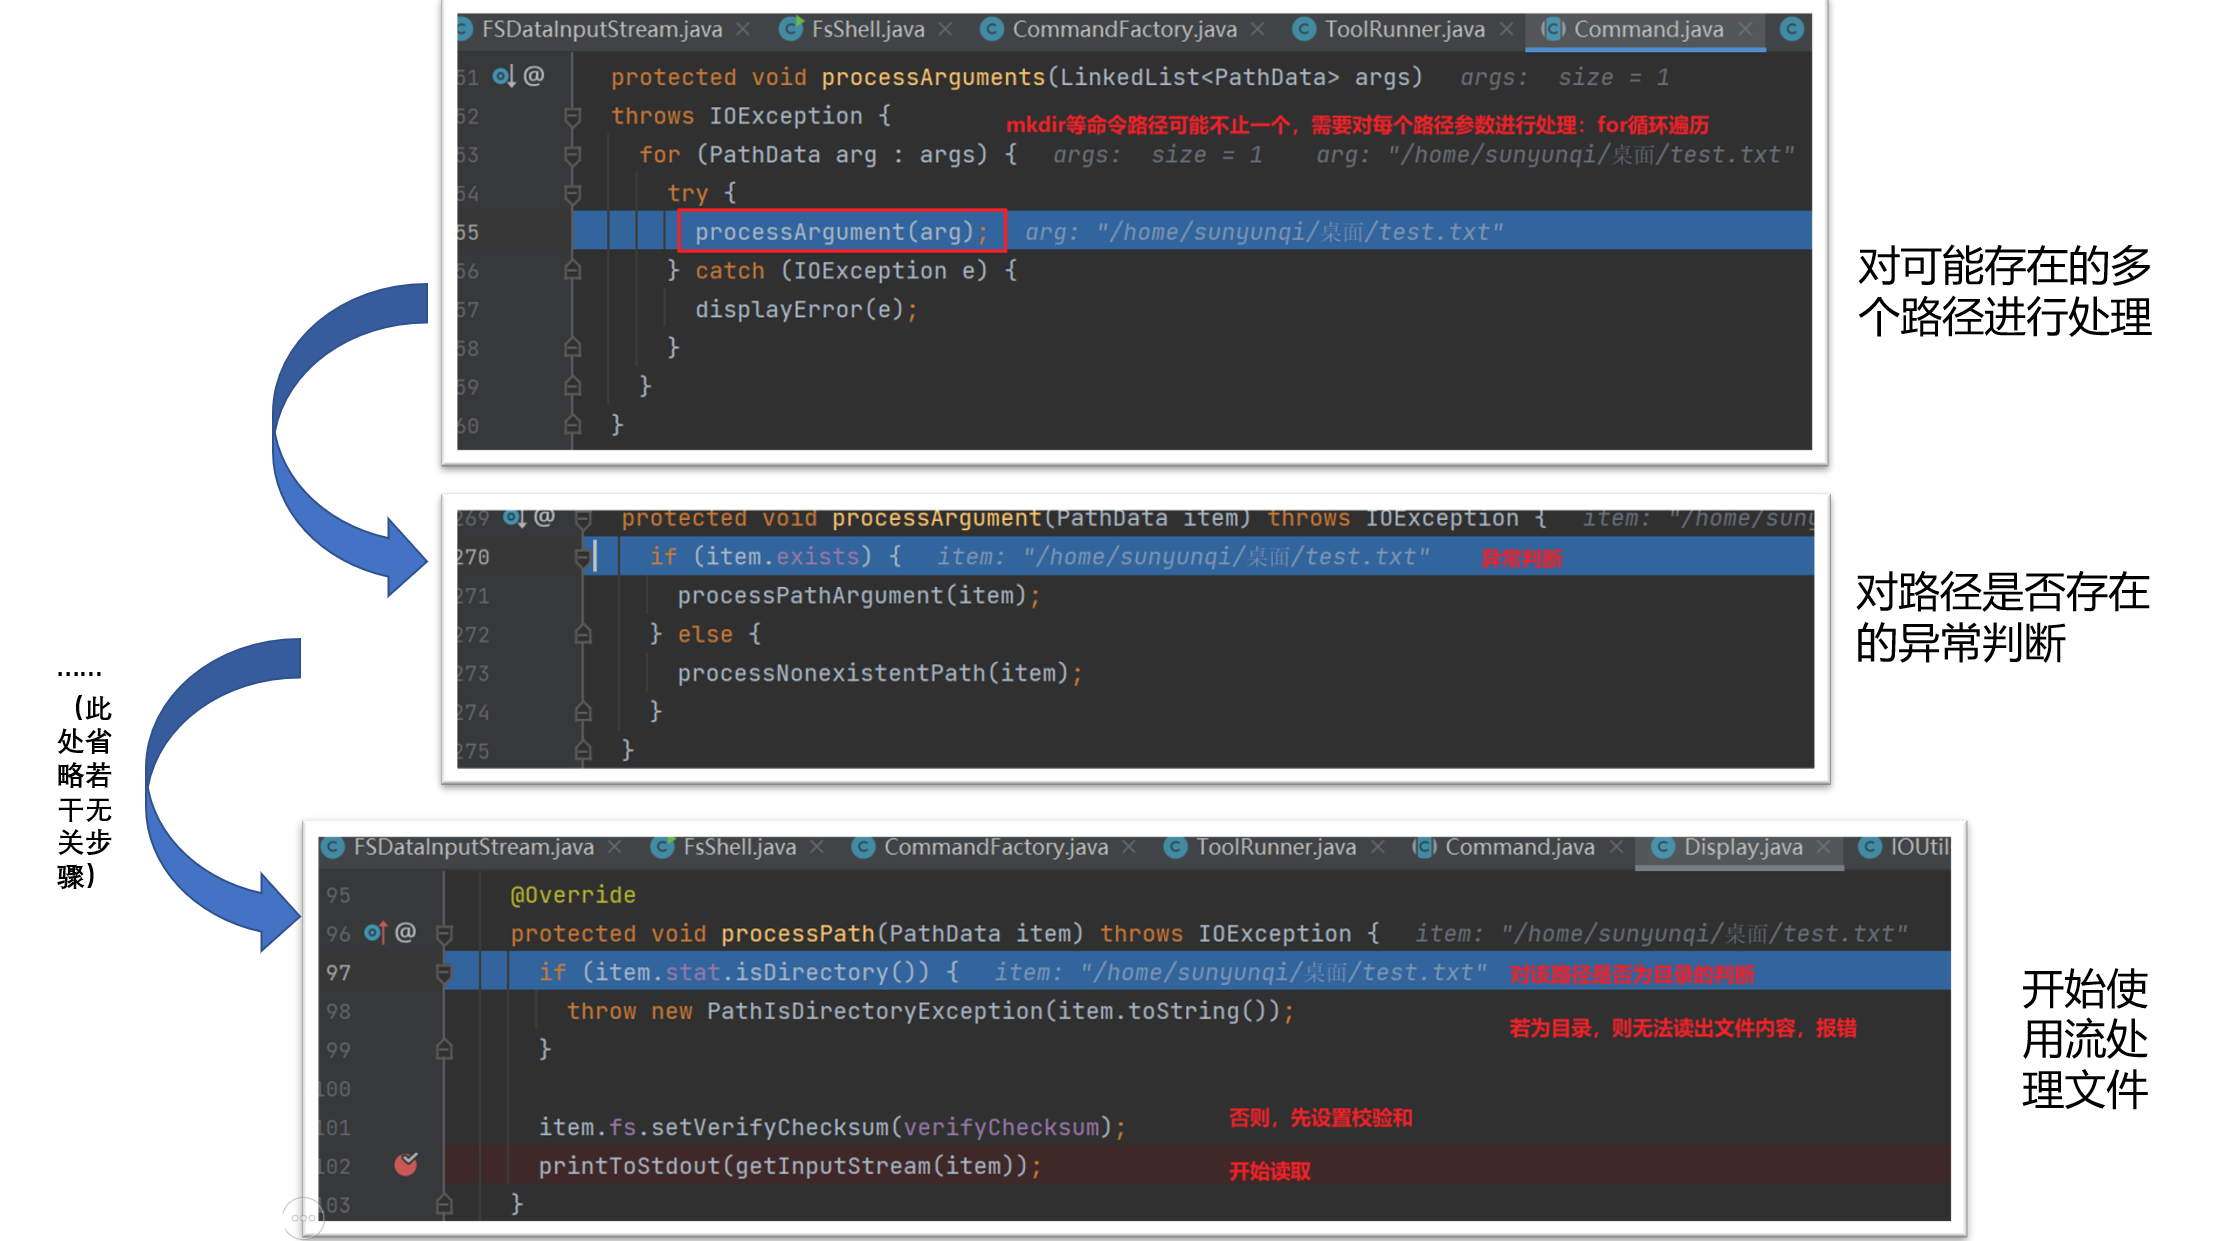 FSDataInputStream.java FsShell.java CommandFactory.java ToolRunner.java Command.java
51 @ protected void processArguments(LinkedList<PathData> args) args: size = 1
52 throws IOException {
mkdir等命令路径可能不止一个，需要对每个路径参数进行处理：for循环遍历
53 for (PathData arg : args) { args: size = 1 arg: "/home/sunyunqi/桌面/test.txt"
54 try {
55 processArgument(arg); arg: "/home/sunyunqi/桌面/test.txt"
56 } catch (IOException e) {
57 displayError(e);
58 }
59 }
60 }
对可能存在的多
个路径进行处理
269 @ protected void processArgument(PathData item) throws IOException { item: "/home/suny
270 if (item.exists) { item: "/home/sunyunqi/桌面/test.txt" 异常判断
271 processPathArgument(item);
272 } else {
273 processNonexistentPath(item);
274 }
275 }
对路径是否存在
的异常判断
……
（此
处省
略若
干无
关步
骤）
FSDataInputStream.java FsShell.java CommandFactory.java ToolRunner.java Command.java Display.java IOUtil
95 @Override
96 @ protected void processPath(PathData item) throws IOException { item: "/home/sunyunqi/桌面/test.txt"
97 if (item.stat.isDirectory()) { item: "/home/sunyunqi/桌面/test.txt" 对该路径是否为目录的判断
98 throw new PathIsDirectoryException(item.toString());
若为目录，则无法读出文件内容，报错
99 }
100
101 item.fs.setVerifyChecksum(verifyChecksum); 否则，先设置校验和
102 printToStdout(getInputStream(item)); 开始读取
103 }
开始使
用流处
理文件